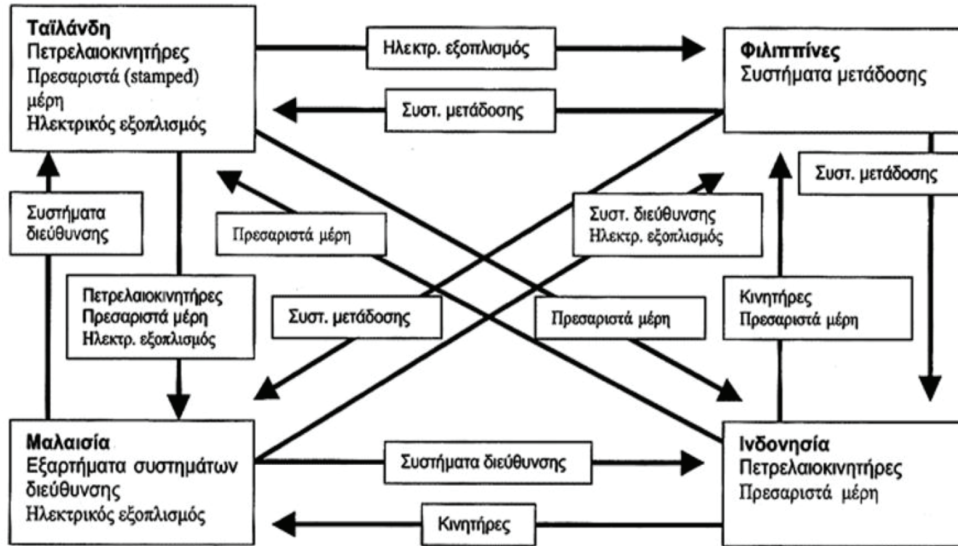 Ταϊλάνδη
Πετρελαιοκινητήρες
Πρεσαριστά (stamped)
μέρη
Ηλεκτρικός εξοπλισμός
Ηλεκτρ. εξοπλισμός
Φιλιππίνες
Συστήματα μετάδοσης
Συστ. μετάδοσης
Συστ. μετάδοσης
Συστήματα
διεύθυνσης
Πρεσαριστά μέρη
Συστ. διεύθυνσης
Ηλεκτρ. εξοπλισμός
Πετρελαιοκινητήρες
Πρεσαριστά μέρη
Ηλεκτρ. εξοπλισμός
Συστ. μετάδοσης
Πρεσαριστά μέρη
Κινητήρες
Πρεσαριστά μέρη
Μαλαισία
Εξαρτήματα συστημάτων
διεύθυνσης
Ηλεκτρικός εξοπλισμός
Συστήματα διεύθυνσης
Κινητήρες
Ινδονησία
Πετρελαιοκινητήρες
Πρεσαριστά μέρη